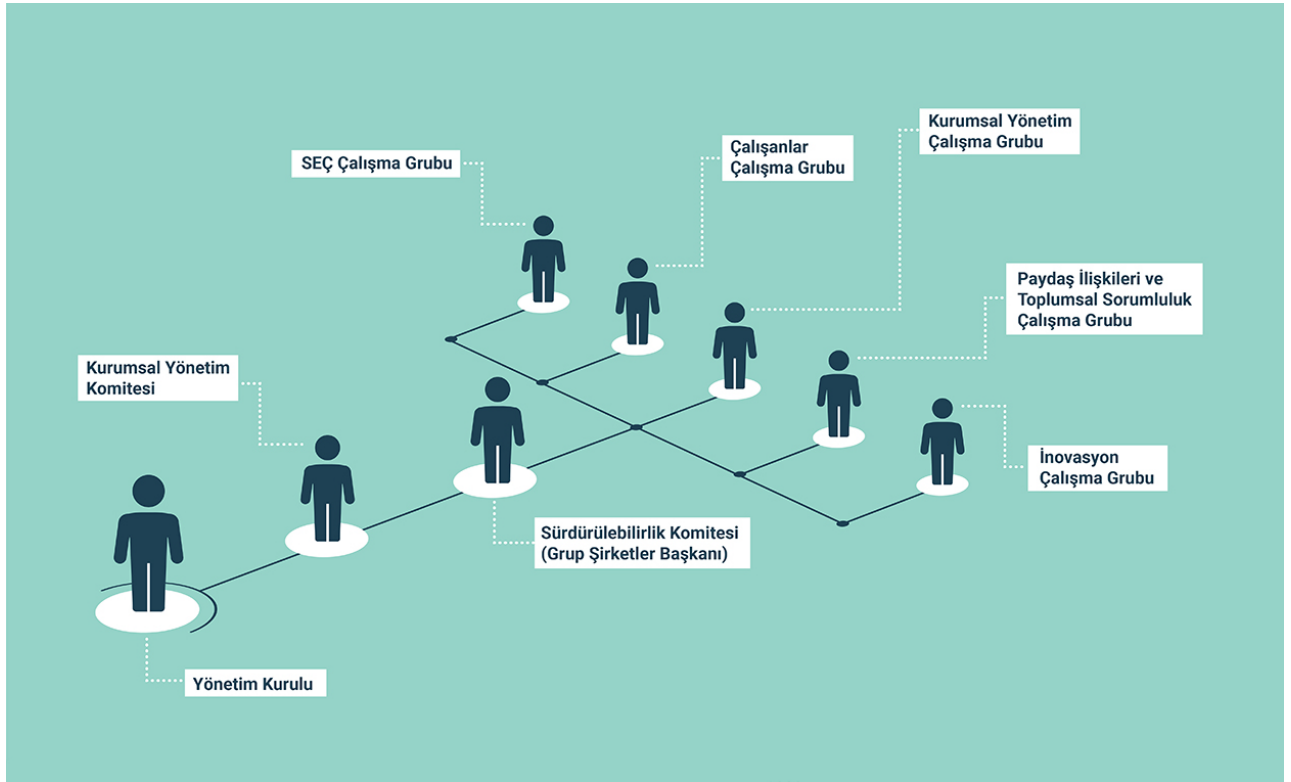 Kurumsal Yönetim
Çalışma Grubu
Çalışanlar
Çalışma Grubu
SEÇ Çalışma Grubu
Paydaş İlişkileri ve
Toplumsal Sorumluluk
Çalışma Grubu
Kurumsal Yönetim
Komitesi
İnovasyon
Çalışma Grubu
Sürdürülebilirlik Komitesi
(Grup Şirketler Başkanı)
Yönetim Kurulu